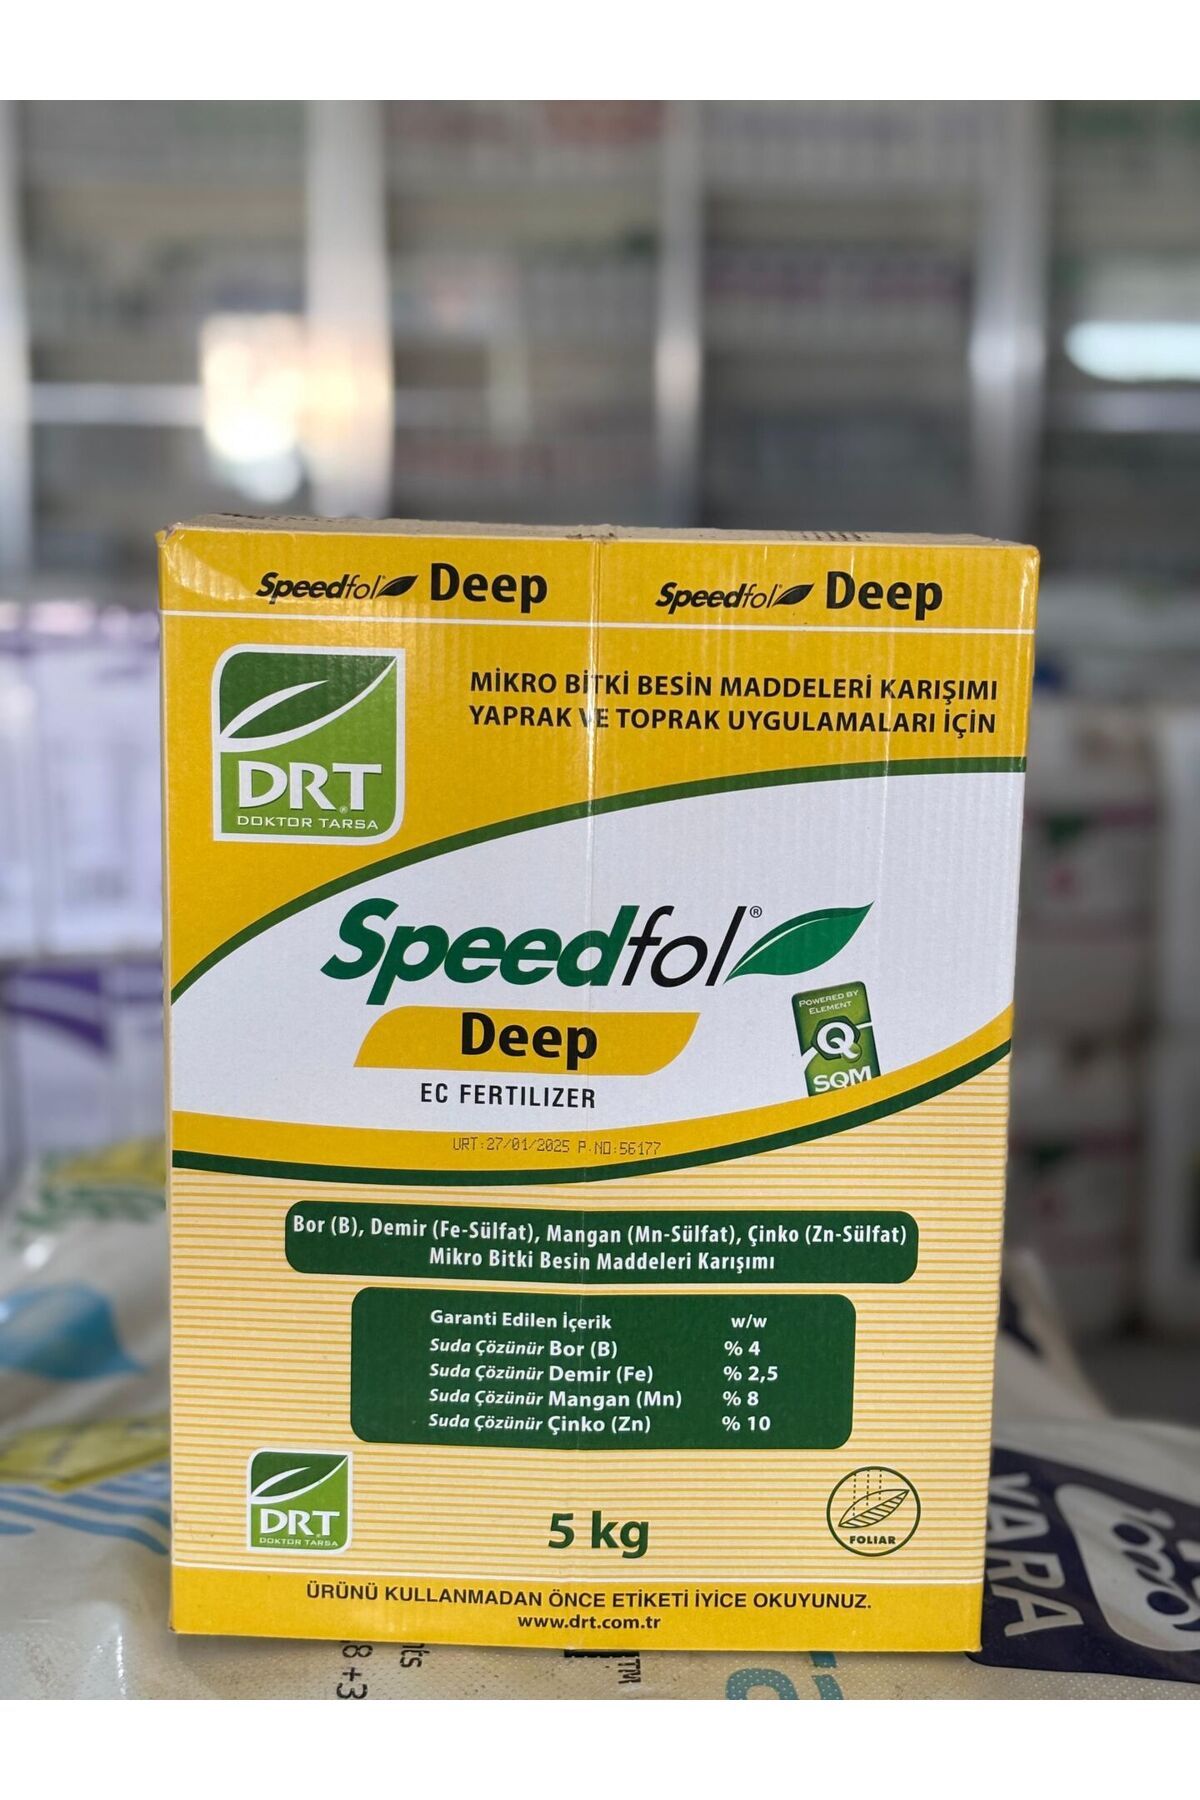 Speedfol Deep Speedfol Deep
MİKRO BİTKİ BESİN MADDELERİ KARIŞIMI
YAPRAK VE TOPRAK UYGULAMALARI İÇİN
DRT®
DOKTOR TARSA
Speedfol®
Deep
EC FERTILIZER
POWERED BY
ELEMENT
Q
SQM
URT:27/01/2025 P.NO:56177
Bor (B), Demir (Fe-Sülfat), Mangan (Mn-Sülfat), Çinko (Zn-Sülfat)
Mikro Bitki Besin Maddeleri Karışımı
Garanti Edilen İçerik w/w
Suda Çözünür Bor (B) % 4
Suda Çözünür Demir (Fe) % 2,5
Suda Çözünür Mangan (Mn) % 8
Suda Çözünür Çinko (Zn) % 10
DRT
DOKTOR TARSA
5 kg
FOLIAR
ÜRÜNÜ KULLANMADAN ÖNCE ETİKETİ İYİCE OKUYUNUZ.
www.drt.com.tr
YARA
8+3